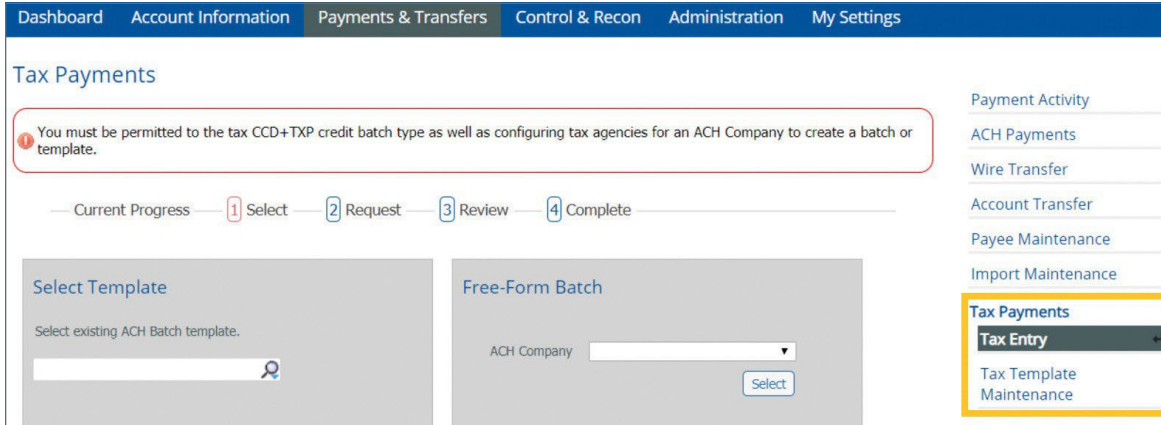 Dashboard Account Information Payments & Transfers Control & Recon Administration My Settings
Tax Payments
You must be permitted to the tax CCD+TXP credit batch type as well as configuring tax agencies for an ACH Company to create a batch or
template.
Current Progress 1 Select 2 Request 3 Review 4 Complete
Select Template
Select existing ACH Batch template.
Free-Form Batch
ACH Company
Select
Payment Activity
ACH Payments
Wire Transfer
Account Transfer
Payee Maintenance
Import Maintenance
Tax Payments
Tax Entry
Tax Template
Maintenance